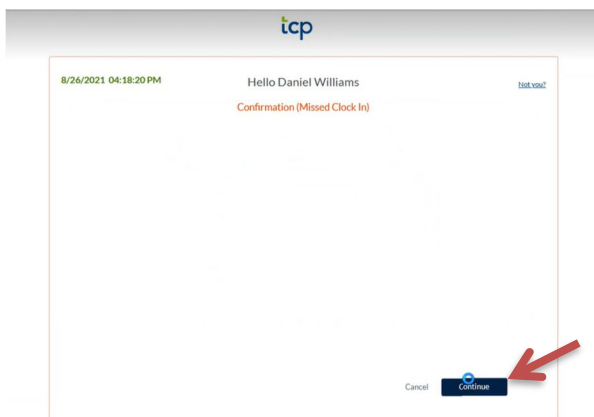 tcp
8/26/2021 04:18:20 PM
Hello Daniel Williams
Not you?
Confirmation (Missed Clock In)
Cancel
Continue